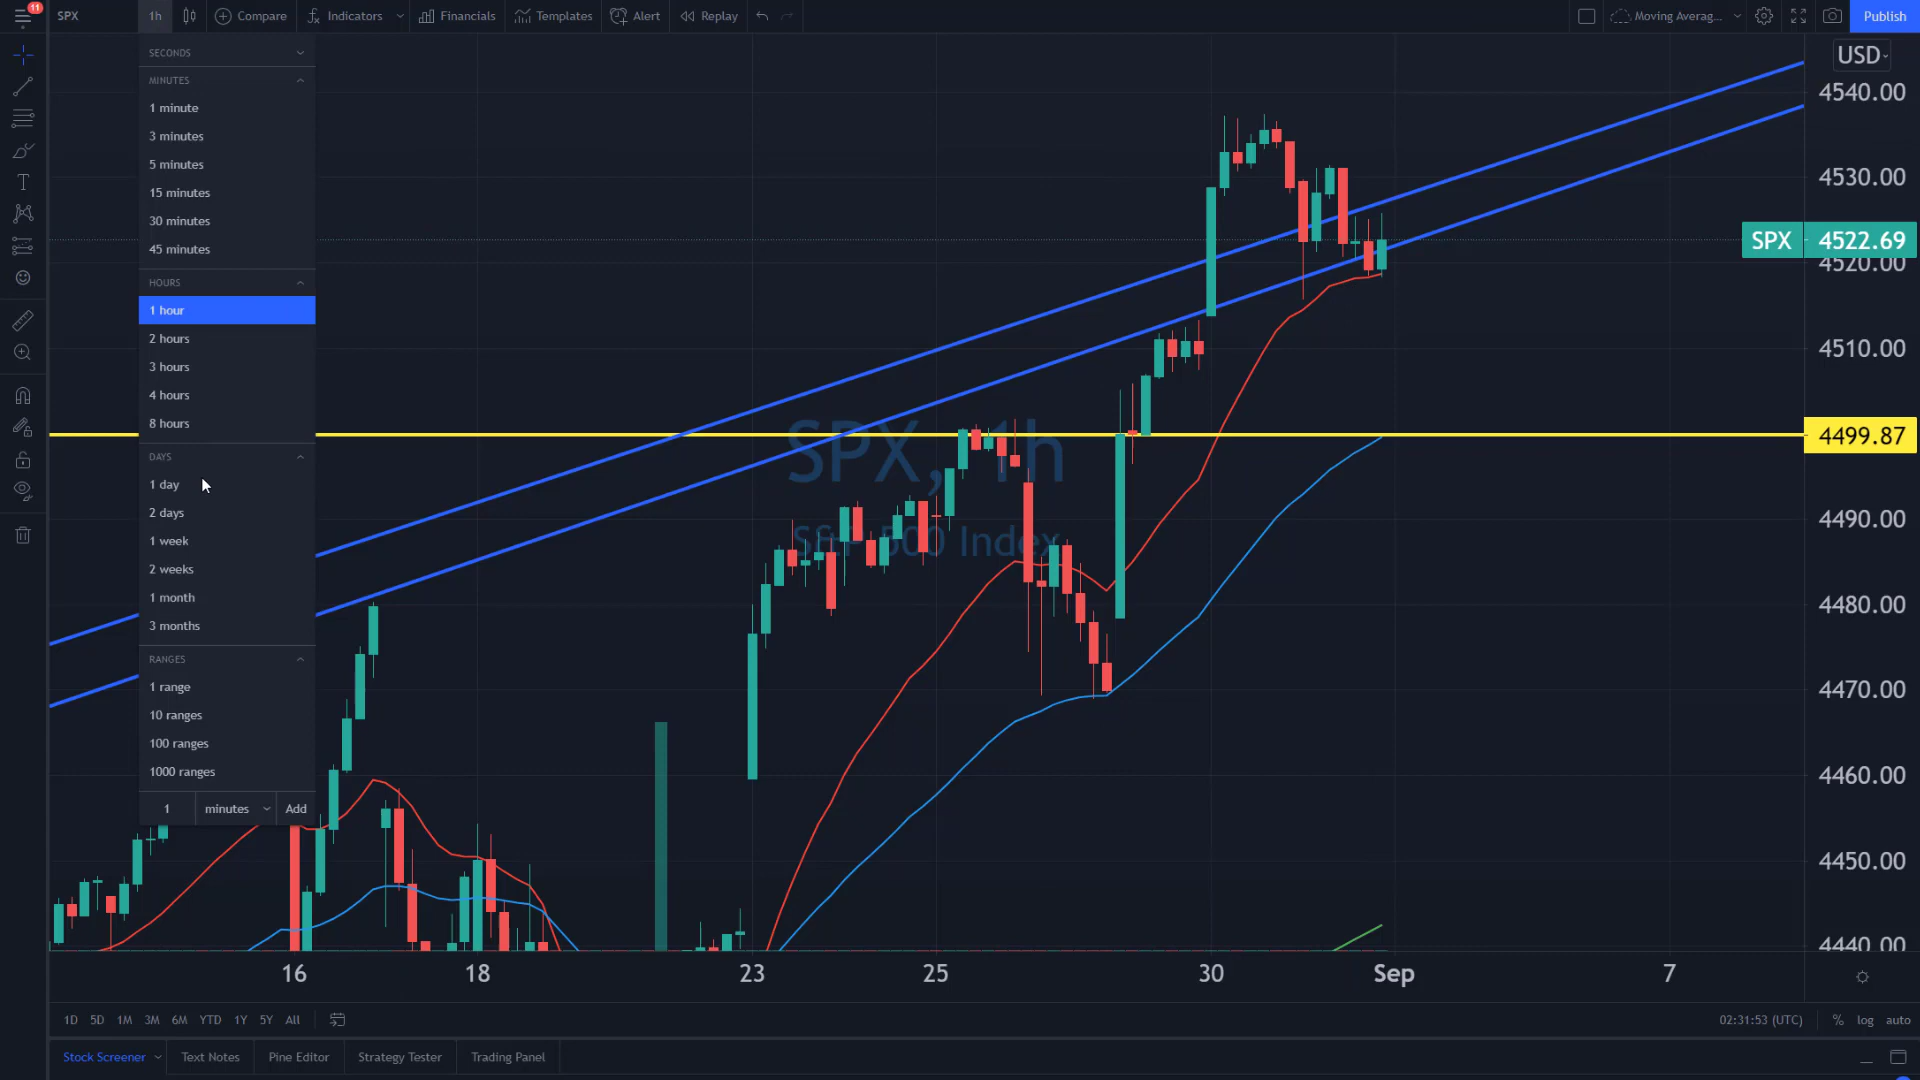 11
SPX
1h
Compare
Indicators
Financials
Templates
Alert
Replay
Moving Averag...
Publish
SECONDS
MINUTES
1 minute
3 minutes
5 minutes
15 minutes
30 minutes
45 minutes
HOURS
1 hour
2 hours
3 hours
4 hours
8 hours
DAYS
1 day
2 days
1 week
2 weeks
1 month
3 months
RANGES
1 range
10 ranges
100 ranges
1000 ranges
1 minutes Add
SPX, 1h
S&P 500 Index
USD
4540.00
4530.00
SPX 4522.69
4520.00
4510.00
4499.87
4490.00
4480.00
4470.00
4460.00
4450.00
4440.00
16 18 23 25 30 Sep 7
1D 5D 1M 3M 6M YTD 1Y 5Y All
02:31:53 (UTC) % log auto
Stock Screener Text Notes Pine Editor Strategy Tester Trading Panel